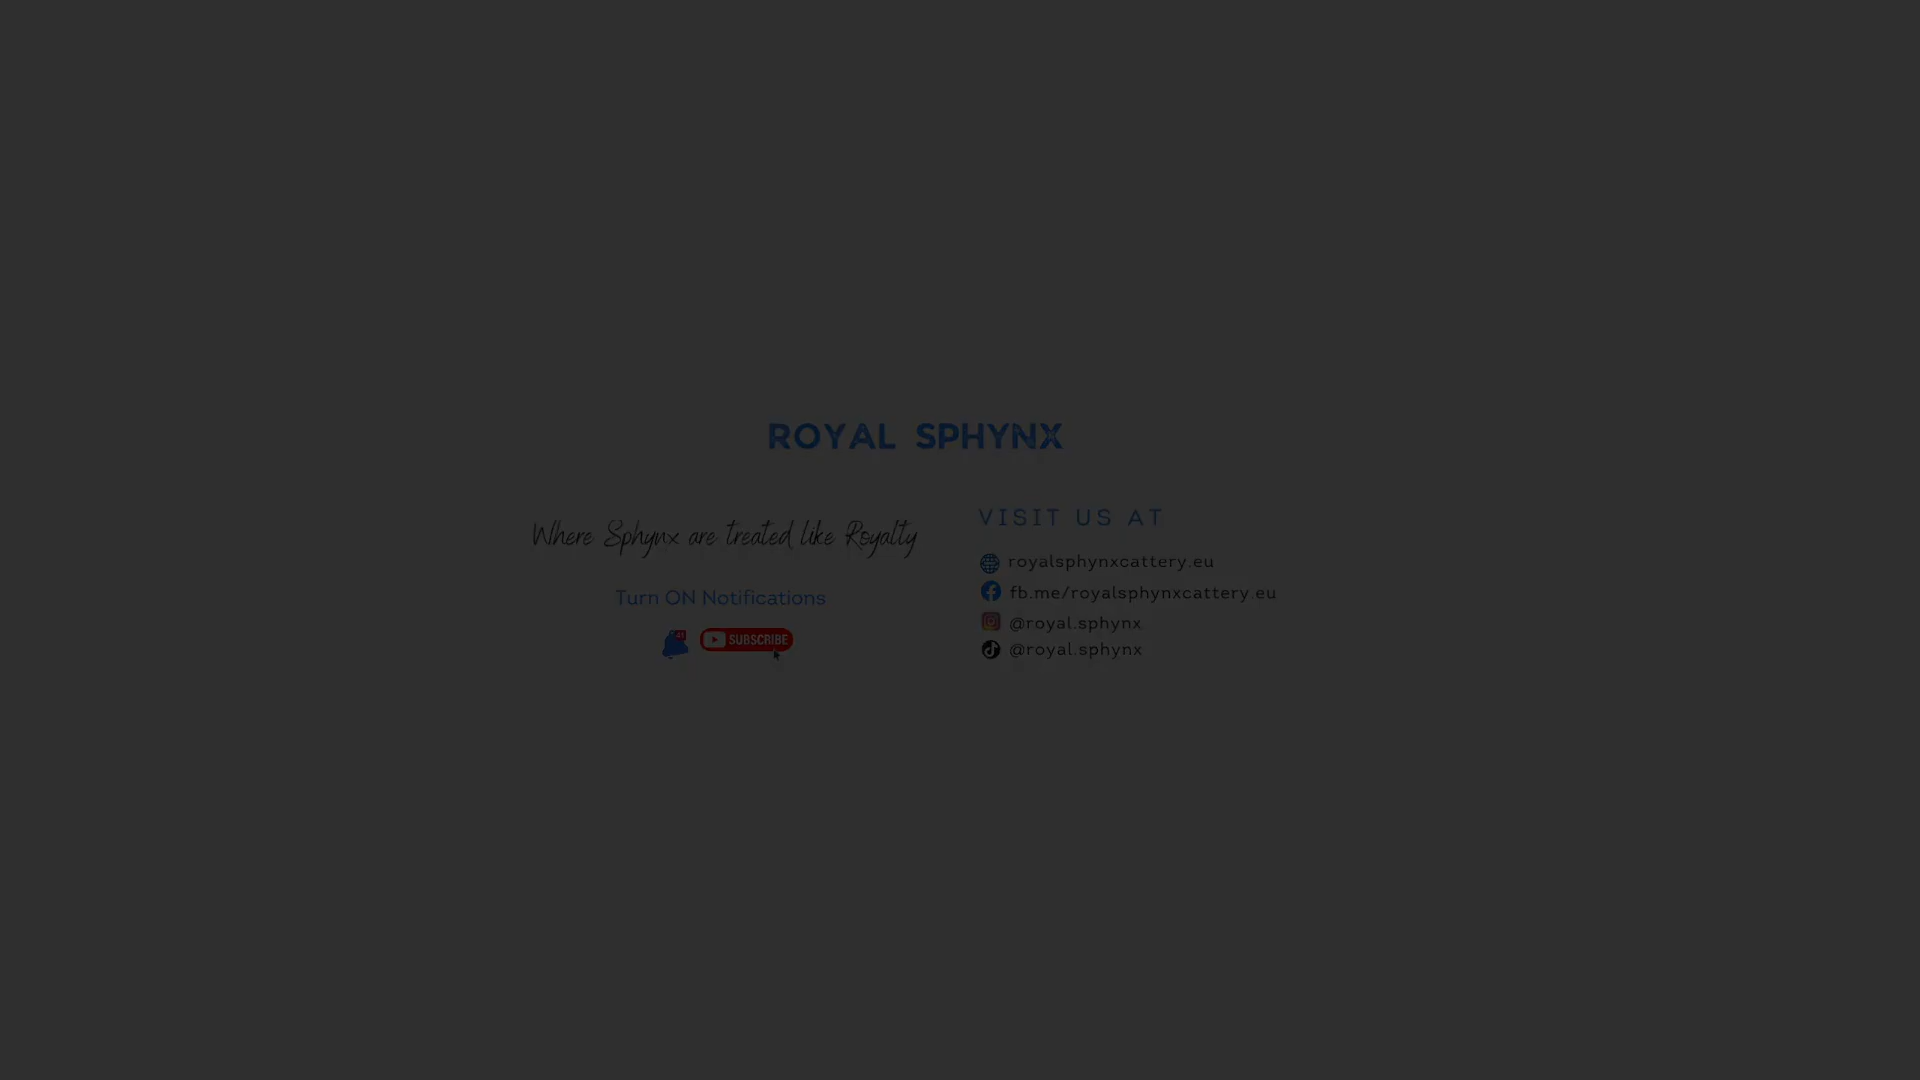 ROYAL SPHYNX
Where Sphynx are treated like Royalty
Turn ON Notifications
41
SUBSCRIBE
VISIT US AT
royalsphynxcattery.eu
fb.me/royalsphynxcattery.eu
@royal.sphynx
@royal.sphynx